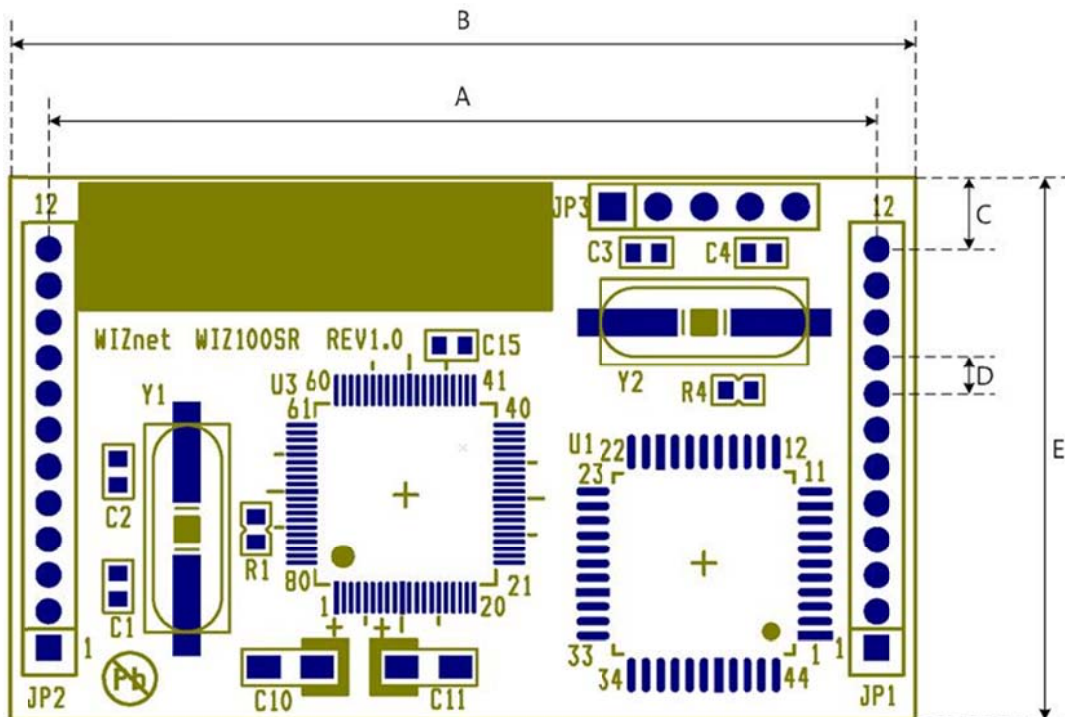 B
A
12
JP3
12
C
C3
C4
WIZnet WIZ100SR REV1.0
C15
D
Y2
U3
60
41
R4
Y1
61
40
E
U1
22
12
23
11
C2
R1
80
21
C1
1
20
+
+
33
1
1
1
Pb
34
44
JP2
C10
C11
JP1